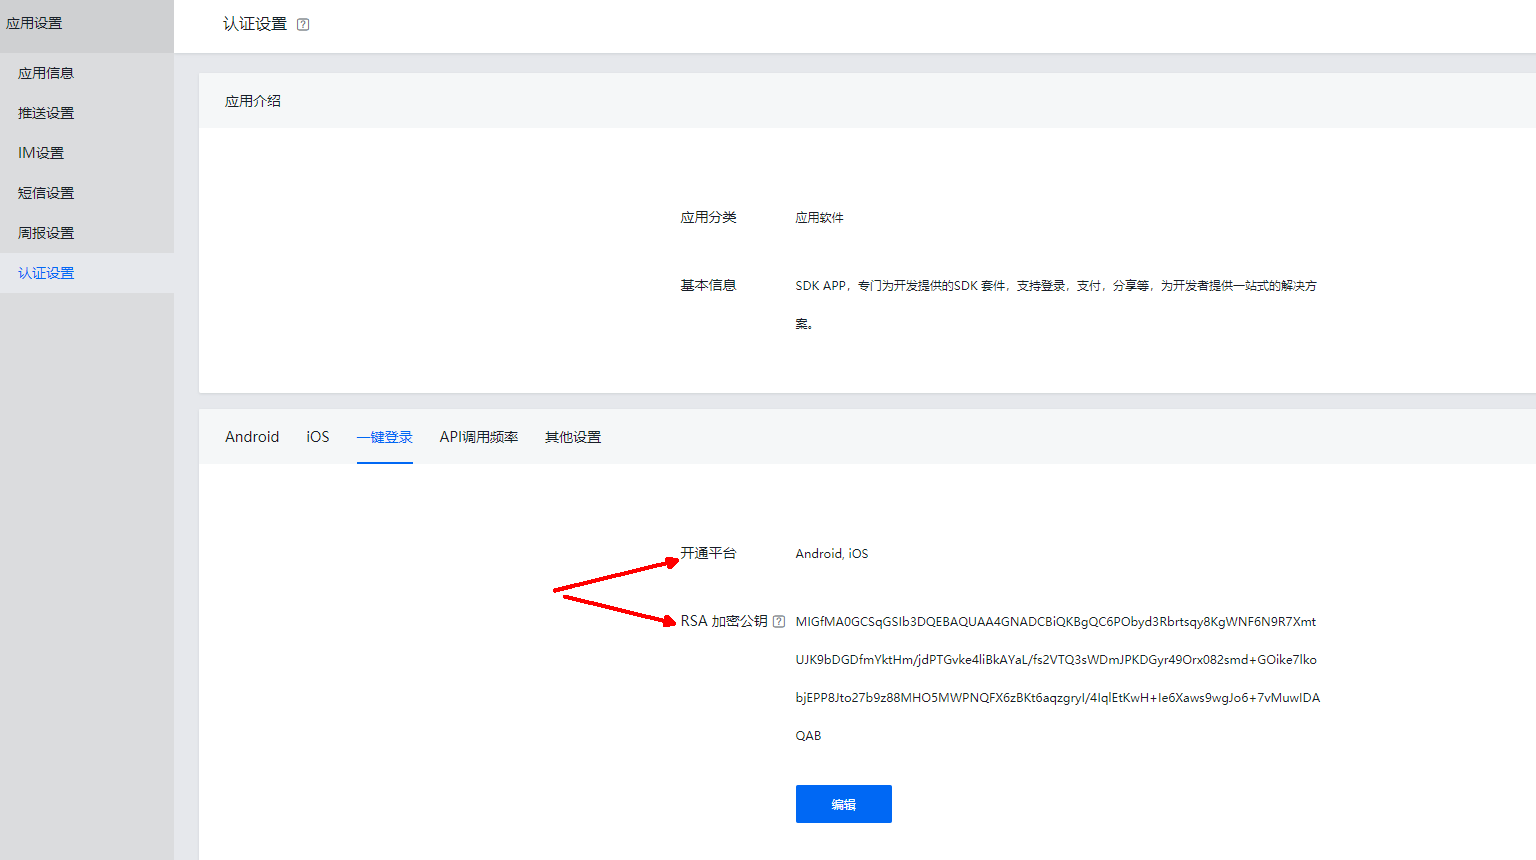 应用设置
认证设置 ?
应用信息
推送设置
IM设置
短信设置
周报设置
认证设置
应用介绍
应用分类 应用软件
基本信息 SDK APP，专门为开发提供的SDK 套件，支持登录，支付，分享等，为开发者提供一站式的解决方
案。
Android iOS 一键登录 API调用频率 其他设置
开通平台 Android, iOS
RSA 加密公钥 ? MIGfMA0GCSqGSIb3DQEBAQUAA4GNADCBiQKBgQC6PObyd3Rbrtsqy8KgWNF6N9R7Xmt
UJK9bDGDfmYktHm/jdPTGvke4liBkAYaL/fs2VTQ3sWDmJPKDGyr49Orx082smd+GOike7lko
bjEPP8Jto27b9z88MHO5MWPNQFX6zBKt6aqzgryI/4IqlEtKwH+Ie6Xaws9wgJo6+7vMuwIDA
QAB
编辑